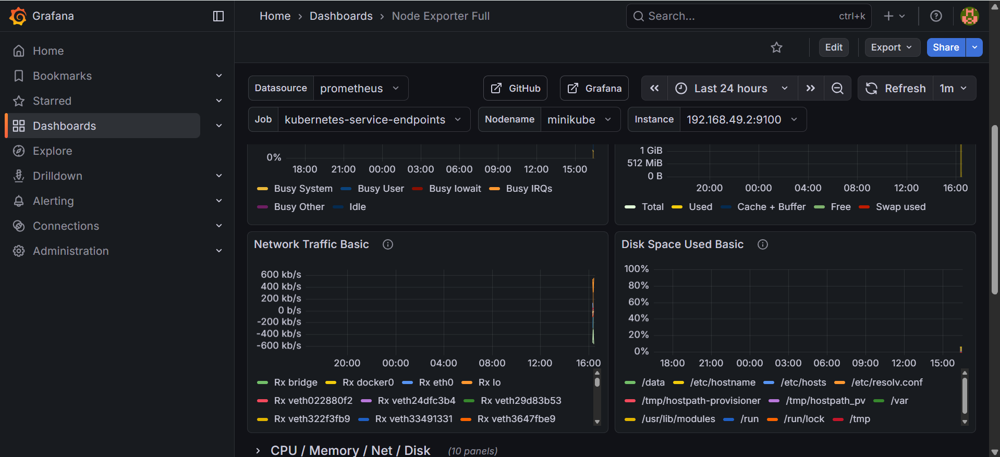 Grafana
Home › Dashboards › Node Exporter Full
Search... ctrl+k
Edit Export Share
Home
Bookmarks
Starred
Dashboards
Explore
Drilldown
Alerting
Connections
Administration
Datasource prometheus GitHub Grafana Last 24 hours Refresh 1m
Job kubernetes-service-endpoints Nodename minikube Instance 192.168.49.2:9100
0%
18:00 21:00 00:00 03:00 06:00 09:00 12:00 15:00
Busy System Busy User Busy Iowait Busy IRQs
Busy Other Idle
1 GiB
512 MiB
0 B
20:00 00:00 04:00 08:00 12:00 16:00
Total Used Cache + Buffer Free Swap used
Network Traffic Basic
600 kb/s
400 kb/s
200 kb/s
0 b/s
-200 kb/s
-400 kb/s
-600 kb/s
20:00 00:00 04:00 08:00 12:00 16:00
Rx bridge Rx docker0 Rx eth0 Rx lo
Rx veth022880f2 Rx veth24dfc3b4 Rx veth29d83b53
Rx veth322f3fb9 Rx veth33491331 Rx veth3647fbe9
Disk Space Used Basic
100%
80%
60%
40%
20%
0%
18:00 21:00 00:00 03:00 06:00 09:00 12:00 15:00
/data /etc/hostname /etc/hosts /etc/resolv.conf
/tmp/hostpath-provisioner /tmp/hostpath_pv /var
/usr/lib/modules /run /run/lock /tmp
CPU / Memory / Net / Disk (10 panels)